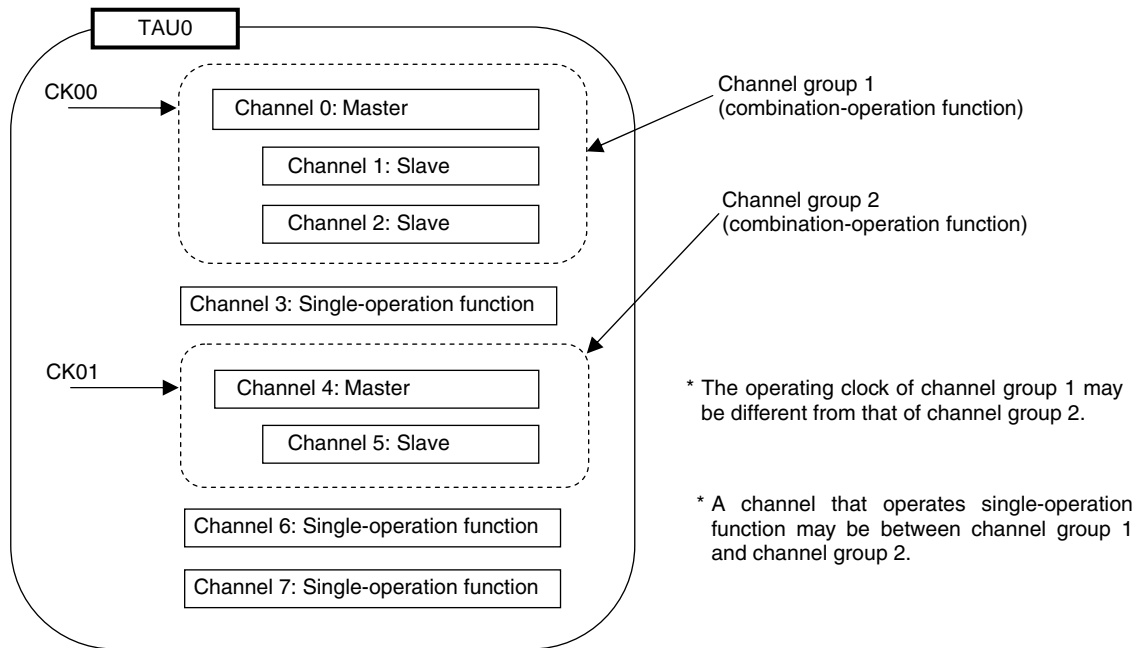 TAU0
CK00
Channel 0: Master
Channel 1: Slave
Channel 2: Slave
Channel group 1
(combination-operation function)
Channel group 2
(combination-operation function)
Channel 3: Single-operation function
CK01
Channel 4: Master
Channel 5: Slave
* The operating clock of channel group 1 may
be different from that of channel group 2.
Channel 6: Single-operation function
Channel 7: Single-operation function
* A channel that operates single-operation
function may be between channel group 1
and channel group 2.